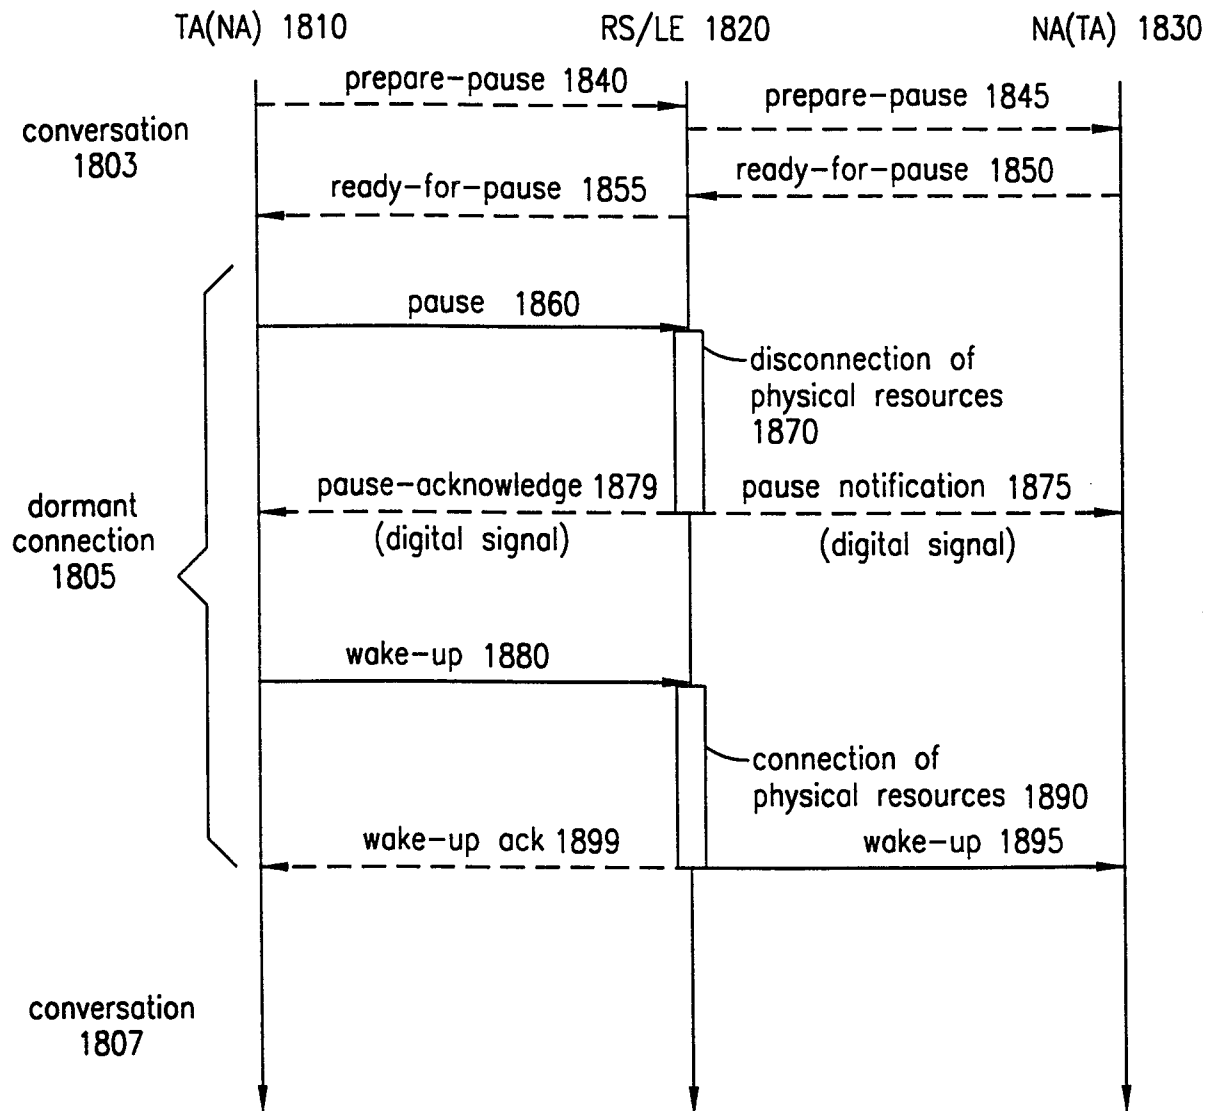 TA(NA) 1810
RS/LE 1820
NA(TA) 1830
prepare-pause 1840
prepare-pause 1845
conversation
1803
ready-for-pause 1850
ready-for-pause 1855
pause 1860
disconnection of
physical resources
1870
pause-acknowledge 1879
pause notification 1875
(digital signal)
(digital signal)
dormant
connection
1805
wake-up 1880
connection of
physical resources 1890
wake-up ack 1899
wake-up 1895
conversation
1807